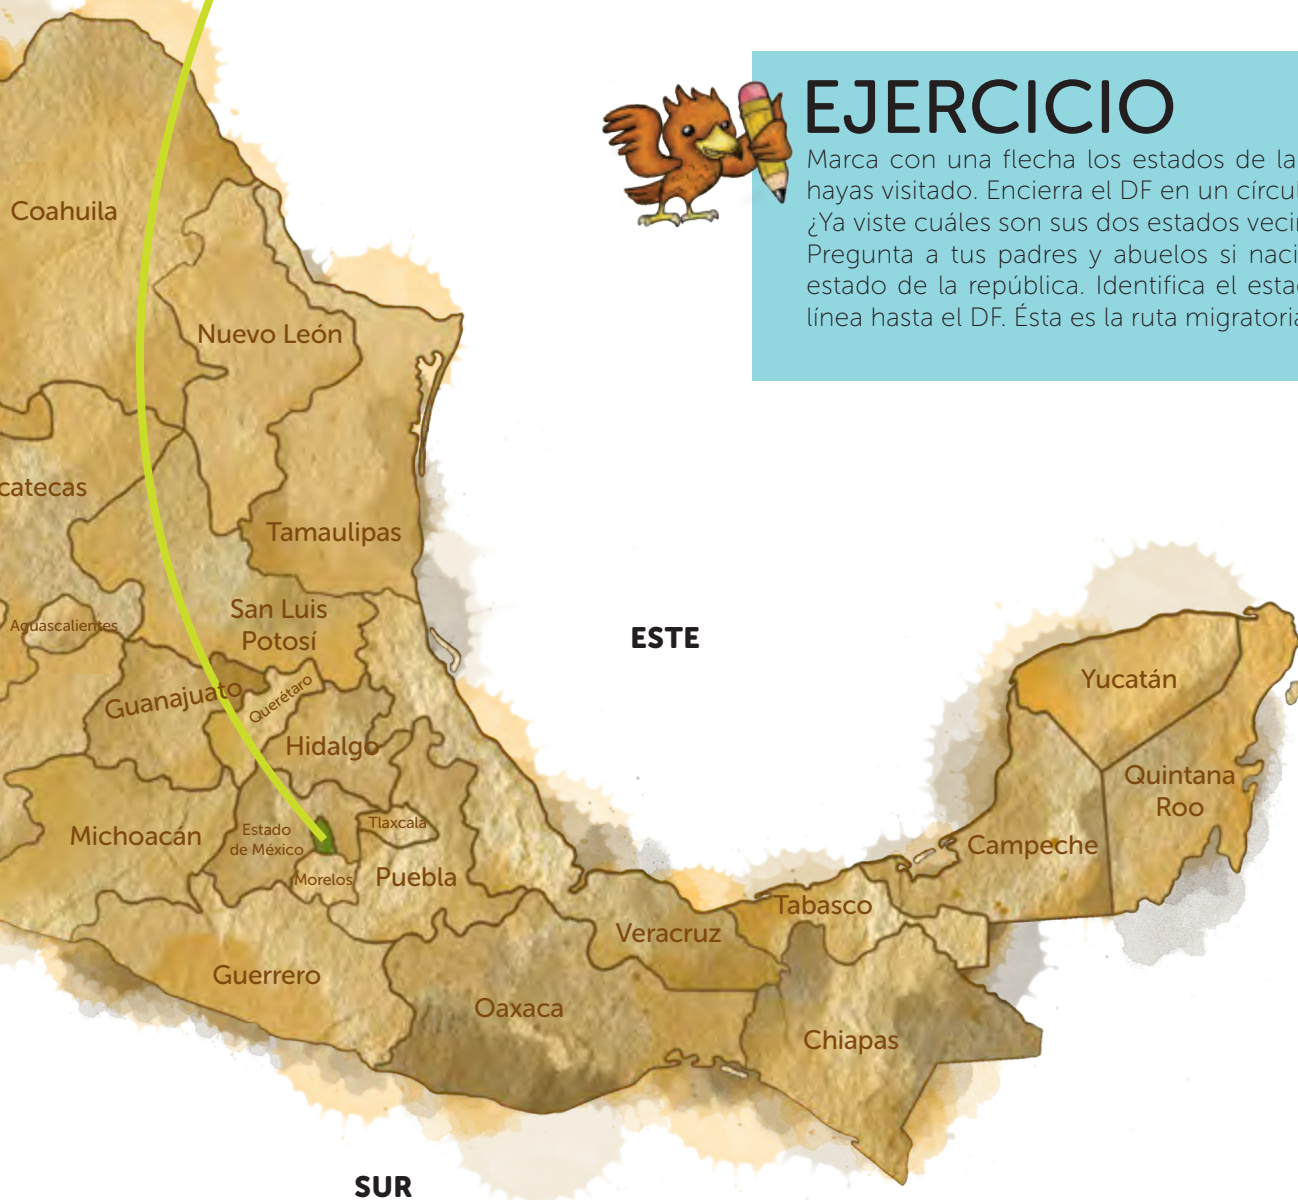 EJERCICIO
Marca con una flecha los estados de la
hayas visitado. Encierra el DF en un círcul
¿Ya viste cuáles son sus dos estados vecin
Pregunta a tus padres y abuelos si naci
estado de la república. Identifica el estad
línea hasta el DF. Ésta es la ruta migratoria
Coahuila
Nuevo León
catecas
Tamaulipas
San Luis
Potosí
Aguascalientes
ESTE
Yucatán
Guanajuato
Querétaro
Hidalgo
Quintana
Roo
Michoacán
Estado
de México
Tlaxcala
Campeche
Morelos
Puebla
Tabasco
Veracruz
Guerrero
Oaxaca
Chiapas
SUR